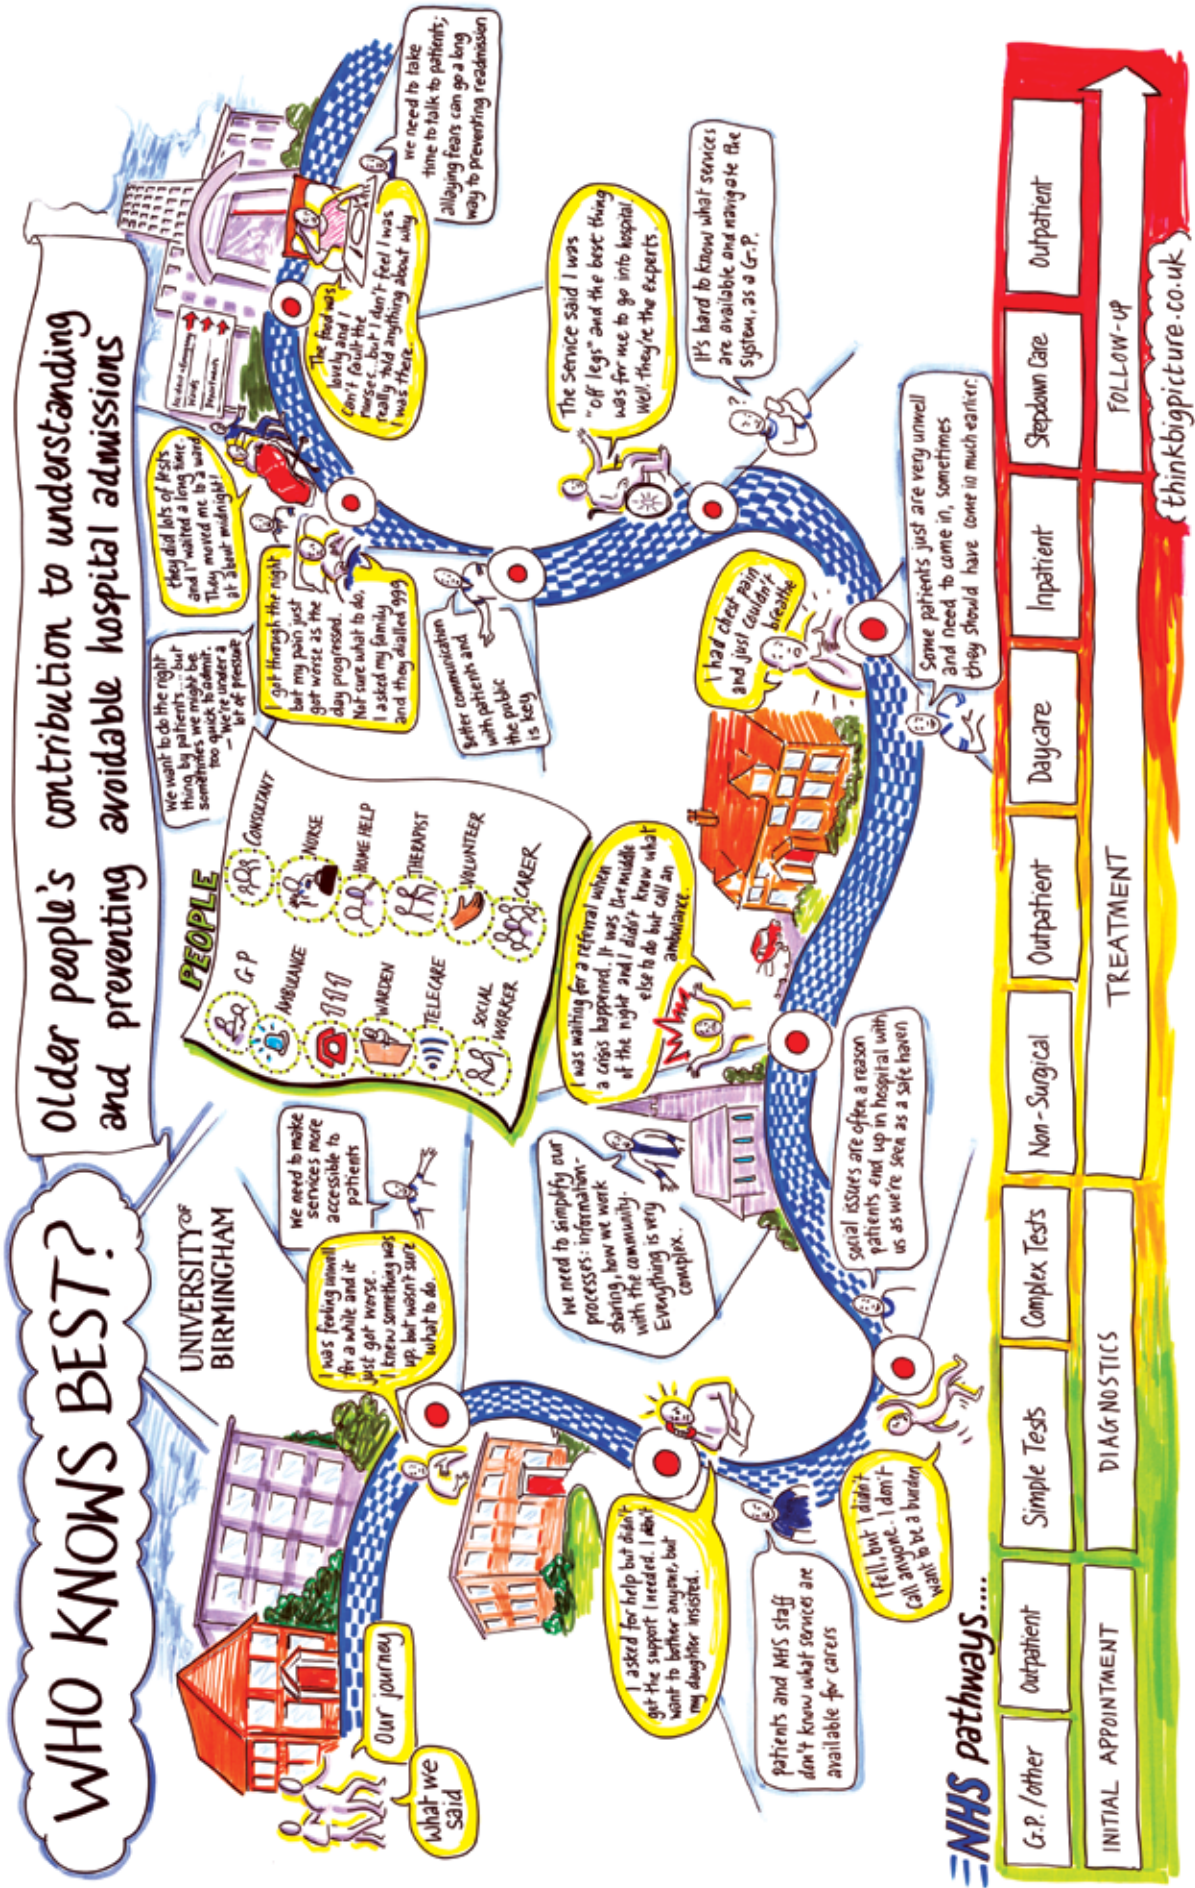 WHO KNOWS BEST?
Older people's contribution to understanding
and preventing avoidable hospital admissions
UNIVERSITY OF
BIRMINGHAM
Our journey
What we
said
I was feeling unwell
for a while and it
just got worse.
I knew something was
up, but wasn't sure
what to do.
We need to make
services more
accessible to
patients
PEOPLE
GP
AMBULANCE
111
WARDEN
TELECARE
SOCIAL
WORKER
CONSULTANT
NURSE
HOME HELP
THERAPIST
VOLUNTEER
CARER
We want to do the right
thing by patients... but
sometimes we might be
too quick to admit.
- We're under a
lot of pressure
they did lots of tests
and I waited a long time.
They moved me to a ward
at about midnight!
I got through the night
but my pain just
got worse as the
day progressed.
Not sure what to do,
I asked my family
and they dialled 999
The food was
lovely and I
can't fault the
nurses...but I don't feel I was
really told anything about why
I was there.
We need to take
time to talk to patients;
allaying fears can go a long
way to preventing readmission
Better communication
with patients and
the public
is key
The service said I was
"off legs" and the best thing
was for me to go into hospital.
Well, they're the experts.
?
It's hard to know what services
are available and navigate the
system, as a G.P.
I had chest pain
and just couldn't
breathe
Some patients just are very unwell
and need to come in, sometimes
they should have come in much earlier.
I was waiting for a referral when
a crisis happened. It was the middle
of the night and I didn't know what
else to do but call an
ambulance.
We need to simplify our
processes: information-
sharing, how we work
with the community.
Everything is very
complex.
Social issues are often a reason
patients end up in hospital with
us as we're seen as a safe haven
I asked for help but didn't
get the support I needed. I didn't
want to bother anyone, but
my daughter insisted.
patients and NHS staff
don't know what services are
available for carers
I fell, but I didn't
call anyone. I don't
want to be a burden
NHS pathways....
G.P. / other
Outpatient
Simple Tests
Complex Tests
Non-Surgical
Outpatient
Daycare
Inpatient
Stepdown Care
Outpatient
INITIAL APPOINTMENT
DIAGNOSTICS
TREATMENT
FOLLOW-UP
thinkbigpicture.co.uk